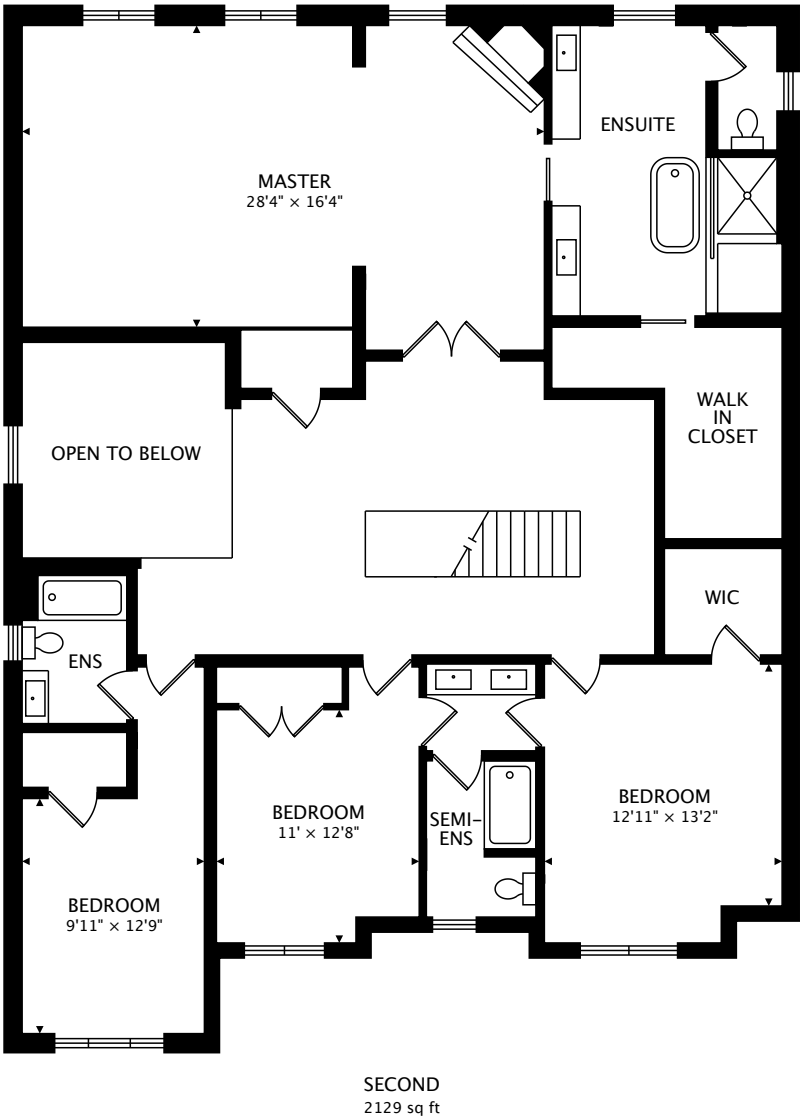 ENSUITE
MASTER
28'4" × 16'4"
WALK
IN
CLOSET
OPEN TO BELOW
WIC
ENS
BEDROOM
12'11" × 13'2"
BEDROOM
11' × 12'8"
SEMI-
ENS
BEDROOM
9'11" × 12'9"
SECOND
2129 sq ft